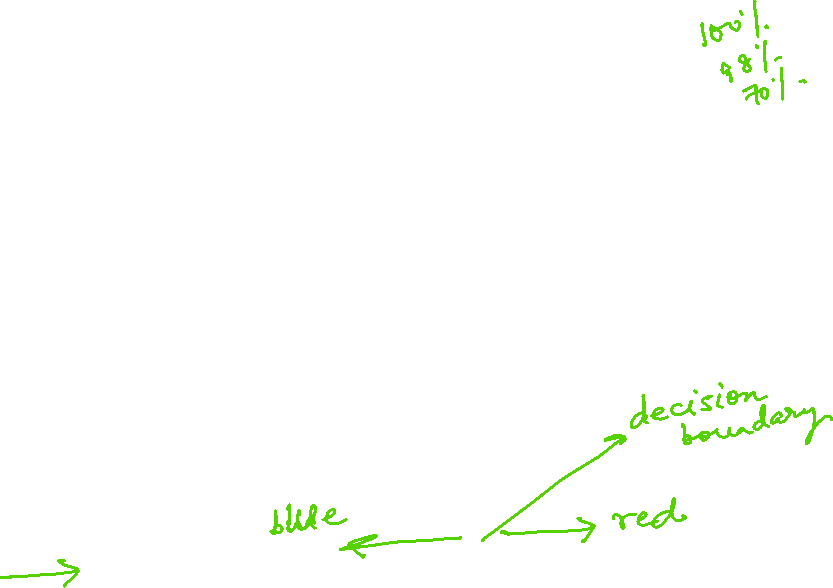 100%
98%
70%
decision
boundary
blue
red